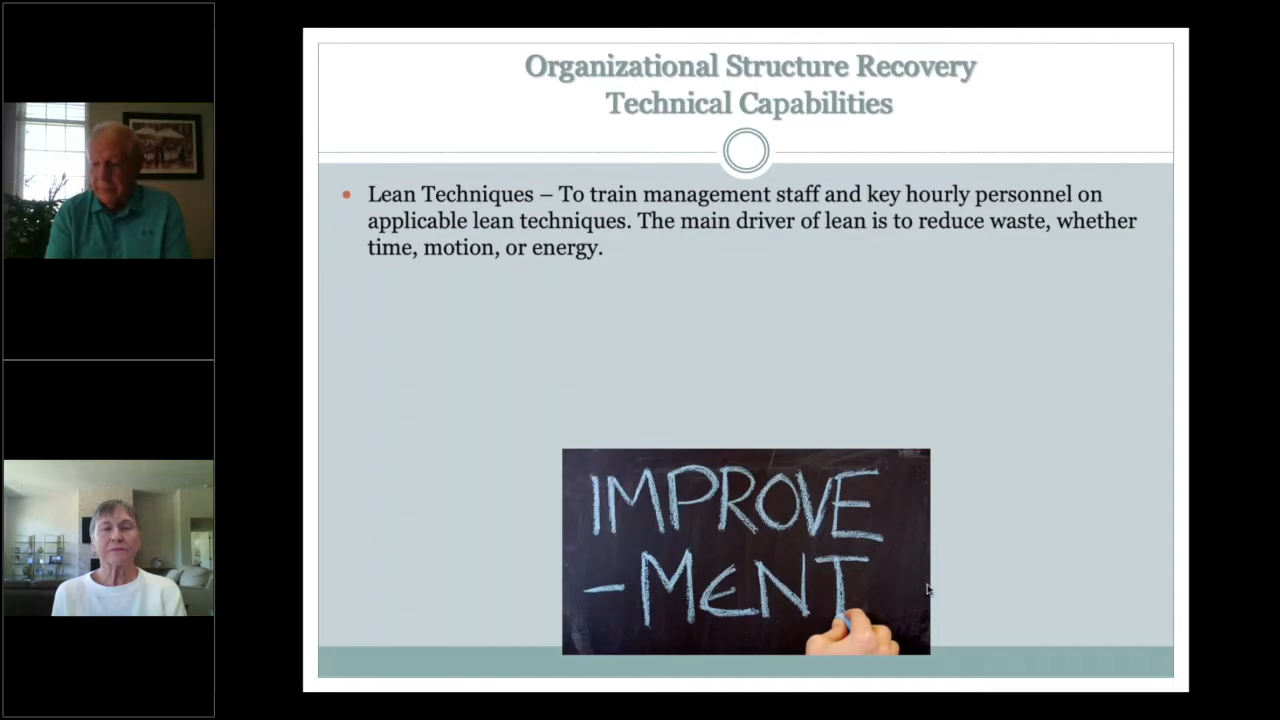 Organizational Structure Recovery
Technical Capabilities
• Lean Techniques – To train management staff and key hourly personnel on
applicable lean techniques. The main driver of lean is to reduce waste, whether
time, motion, or energy.
IMPROVE
-MENT